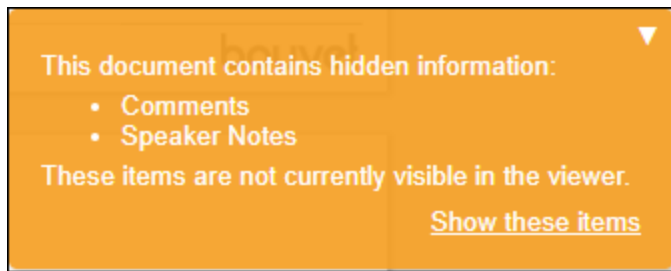 This document contains hidden information:
• Comments
• Speaker Notes
These items are not currently visible in the viewer.
Show these items